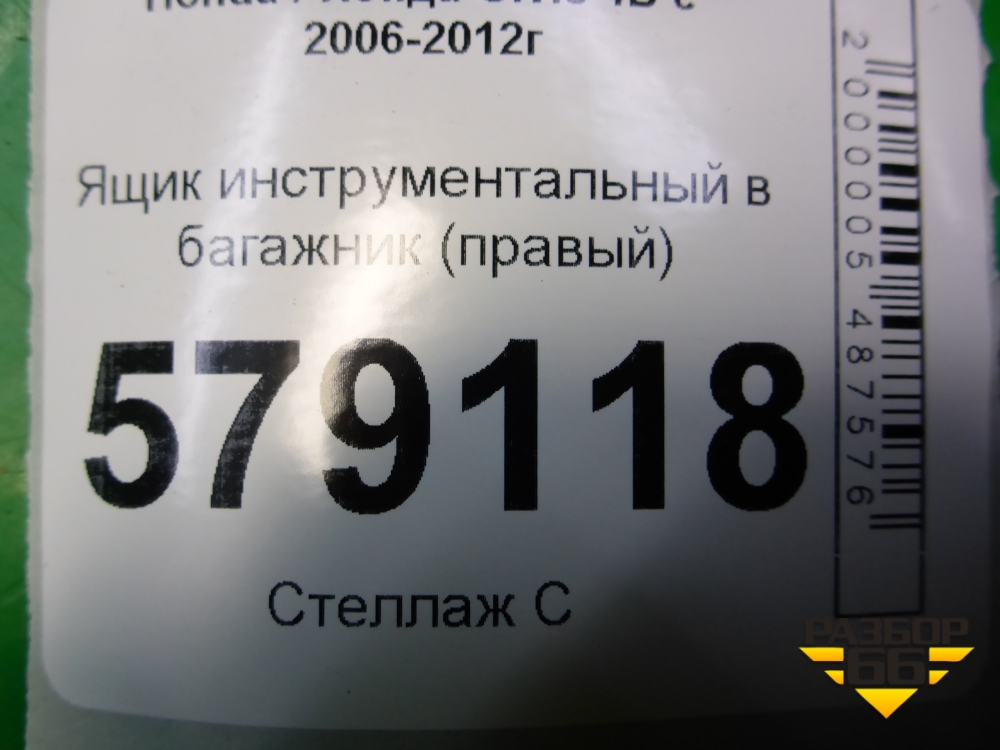 2006-2012г
Ящик инструментальный в
багажник (правый)
579118
Стеллаж С
2000005487576
РАЗБОР
66